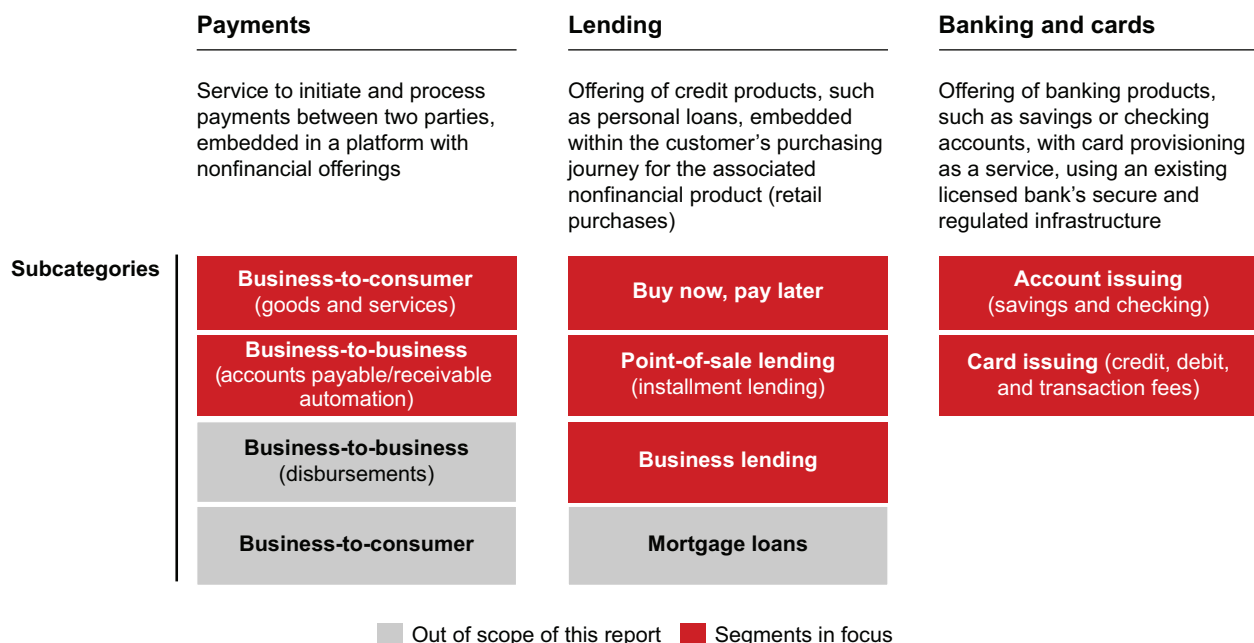 Payments
Service to initiate and process
payments between two parties,
embedded in a platform with
nonfinancial offerings
Lending
Offering of credit products, such
as personal loans, embedded
within the customer's purchasing
journey for the associated
nonfinancial product (retail
purchases)
Banking and cards
Offering of banking products,
such as savings or checking
accounts, with card provisioning
as a service, using an existing
licensed bank's secure and
regulated infrastructure
Subcategories
Business-to-consumer
(goods and services)
Business-to-business
(accounts payable/receivable
automation)
Business-to-business
(disbursements)
Business-to-consumer
Buy now, pay later
Point-of-sale lending
(installment lending)
Business lending
Mortgage loans
Account issuing
(savings and checking)
Card issuing (credit, debit,
and transaction fees)
Out of scope of this report
Segments in focus